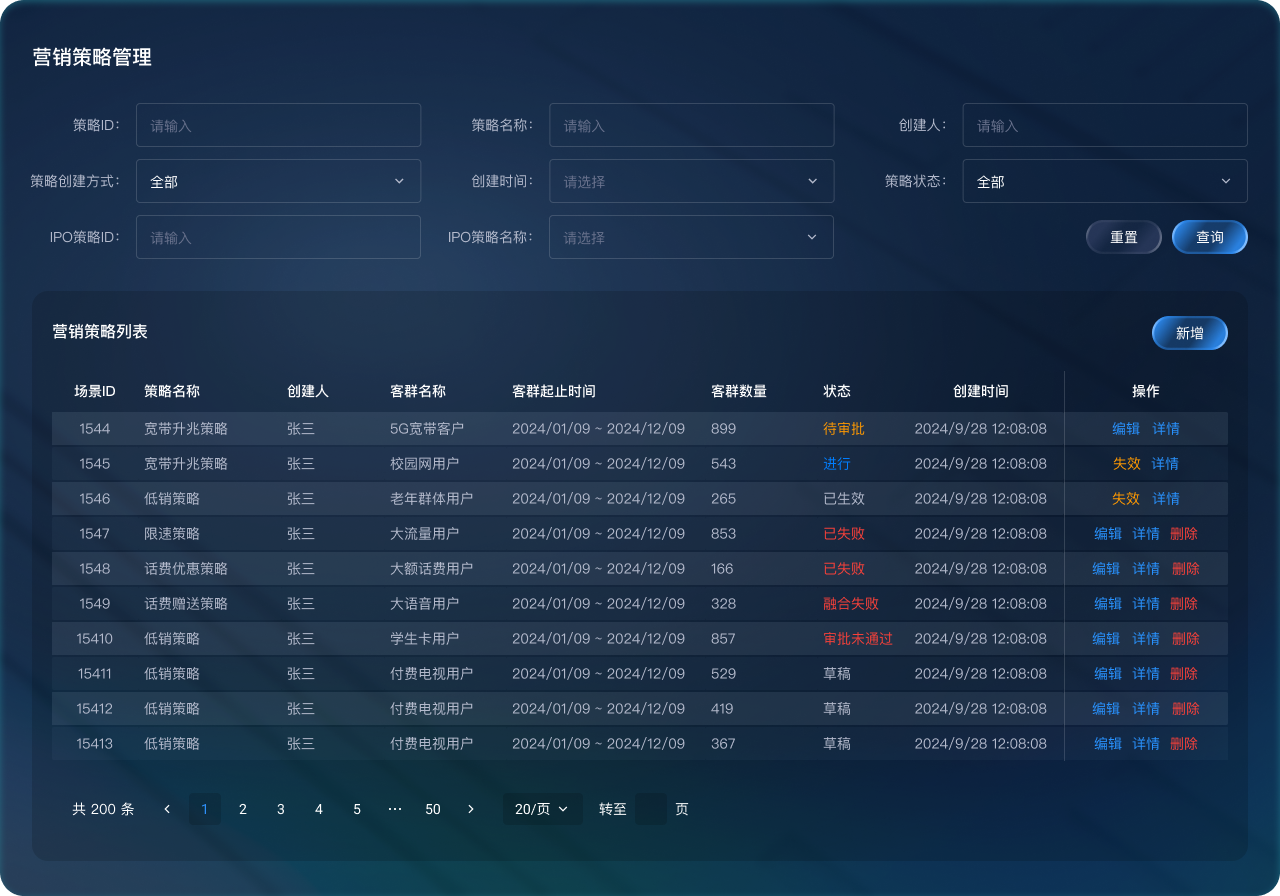 营销策略管理
策略ID： 请输入 策略名称： 请输入 创建人： 请输入
策略创建方式： 全部 创建时间： 请选择 策略状态： 全部
IPO策略ID： 请输入 IPO策略名称： 请选择 重置 查询
营销策略列表 新增
场景ID 策略名称 创建人 客群名称 客群起止时间 客群数量 状态 创建时间 操作
1544 宽带升兆策略 张三 5G宽带客户 2024/01/09 ~ 2024/12/09 899 待审批 2024/9/28 12:08:08 编辑 详情
1545 宽带升兆策略 张三 校园网用户 2024/01/09 ~ 2024/12/09 543 进行 2024/9/28 12:08:08 失效 详情
1546 低销策略 张三 老年群体用户 2024/01/09 ~ 2024/12/09 265 已生效 2024/9/28 12:08:08 失效 详情
1547 限速策略 张三 大流量用户 2024/01/09 ~ 2024/12/09 853 已失败 2024/9/28 12:08:08 编辑 详情 删除
1548 话费优惠策略 张三 大额话费用户 2024/01/09 ~ 2024/12/09 166 已失败 2024/9/28 12:08:08 编辑 详情 删除
1549 话费赠送策略 张三 大语音用户 2024/01/09 ~ 2024/12/09 328 融合失败 2024/9/28 12:08:08 编辑 详情 删除
15410 低销策略 张三 学生卡用户 2024/01/09 ~ 2024/12/09 857 审批未通过 2024/9/28 12:08:08 编辑 详情 删除
15411 低销策略 张三 付费电视用户 2024/01/09 ~ 2024/12/09 529 草稿 2024/9/28 12:08:08 编辑 详情 删除
15412 低销策略 张三 付费电视用户 2024/01/09 ~ 2024/12/09 419 草稿 2024/9/28 12:08:08 编辑 详情 删除
15413 低销策略 张三 付费电视用户 2024/01/09 ~ 2024/12/09 367 草稿 2024/9/28 12:08:08 编辑 详情 删除
共 200 条 1 2 3 4 5 ··· 50 20/页 转至 页